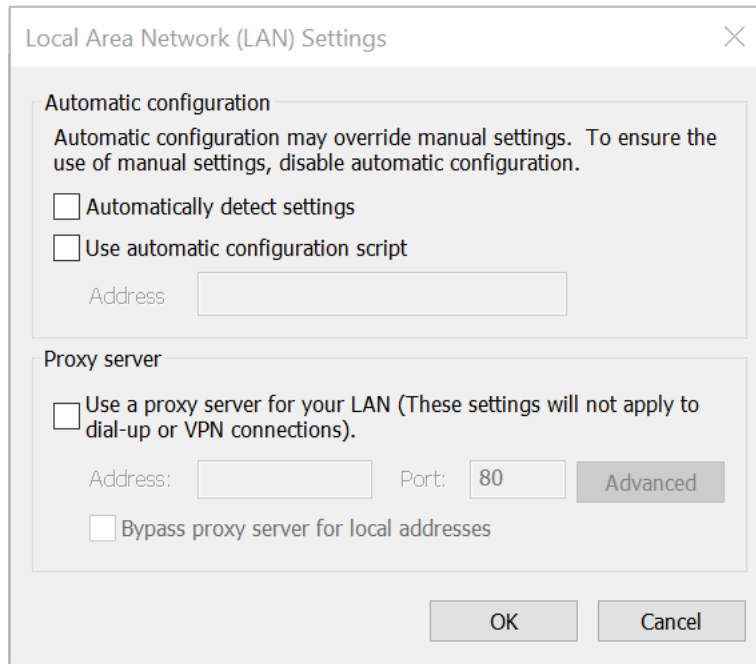 Local Area Network (LAN) Settings
Automatic configuration
Automatic configuration may override manual settings.  To ensure the
use of manual settings, disable automatic configuration.
Automatically detect settings
Use automatic configuration script
Address
Proxy server
Use a proxy server for your LAN (These settings will not apply to
dial-up or VPN connections).
Address: Port: 80 Advanced
Bypass proxy server for local addresses
OK Cancel